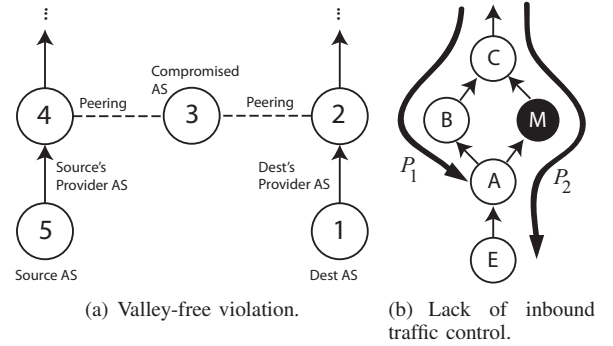 ⋮
⋮
Compromised
AS
4
Peering
3
Peering
2
Source's
Provider AS
Dest's
Provider AS
5
1
Source AS
Dest AS
(a) Valley-free violation.
C
B
M
P1
A
P2
E
(b) Lack of inbound
traffic control.